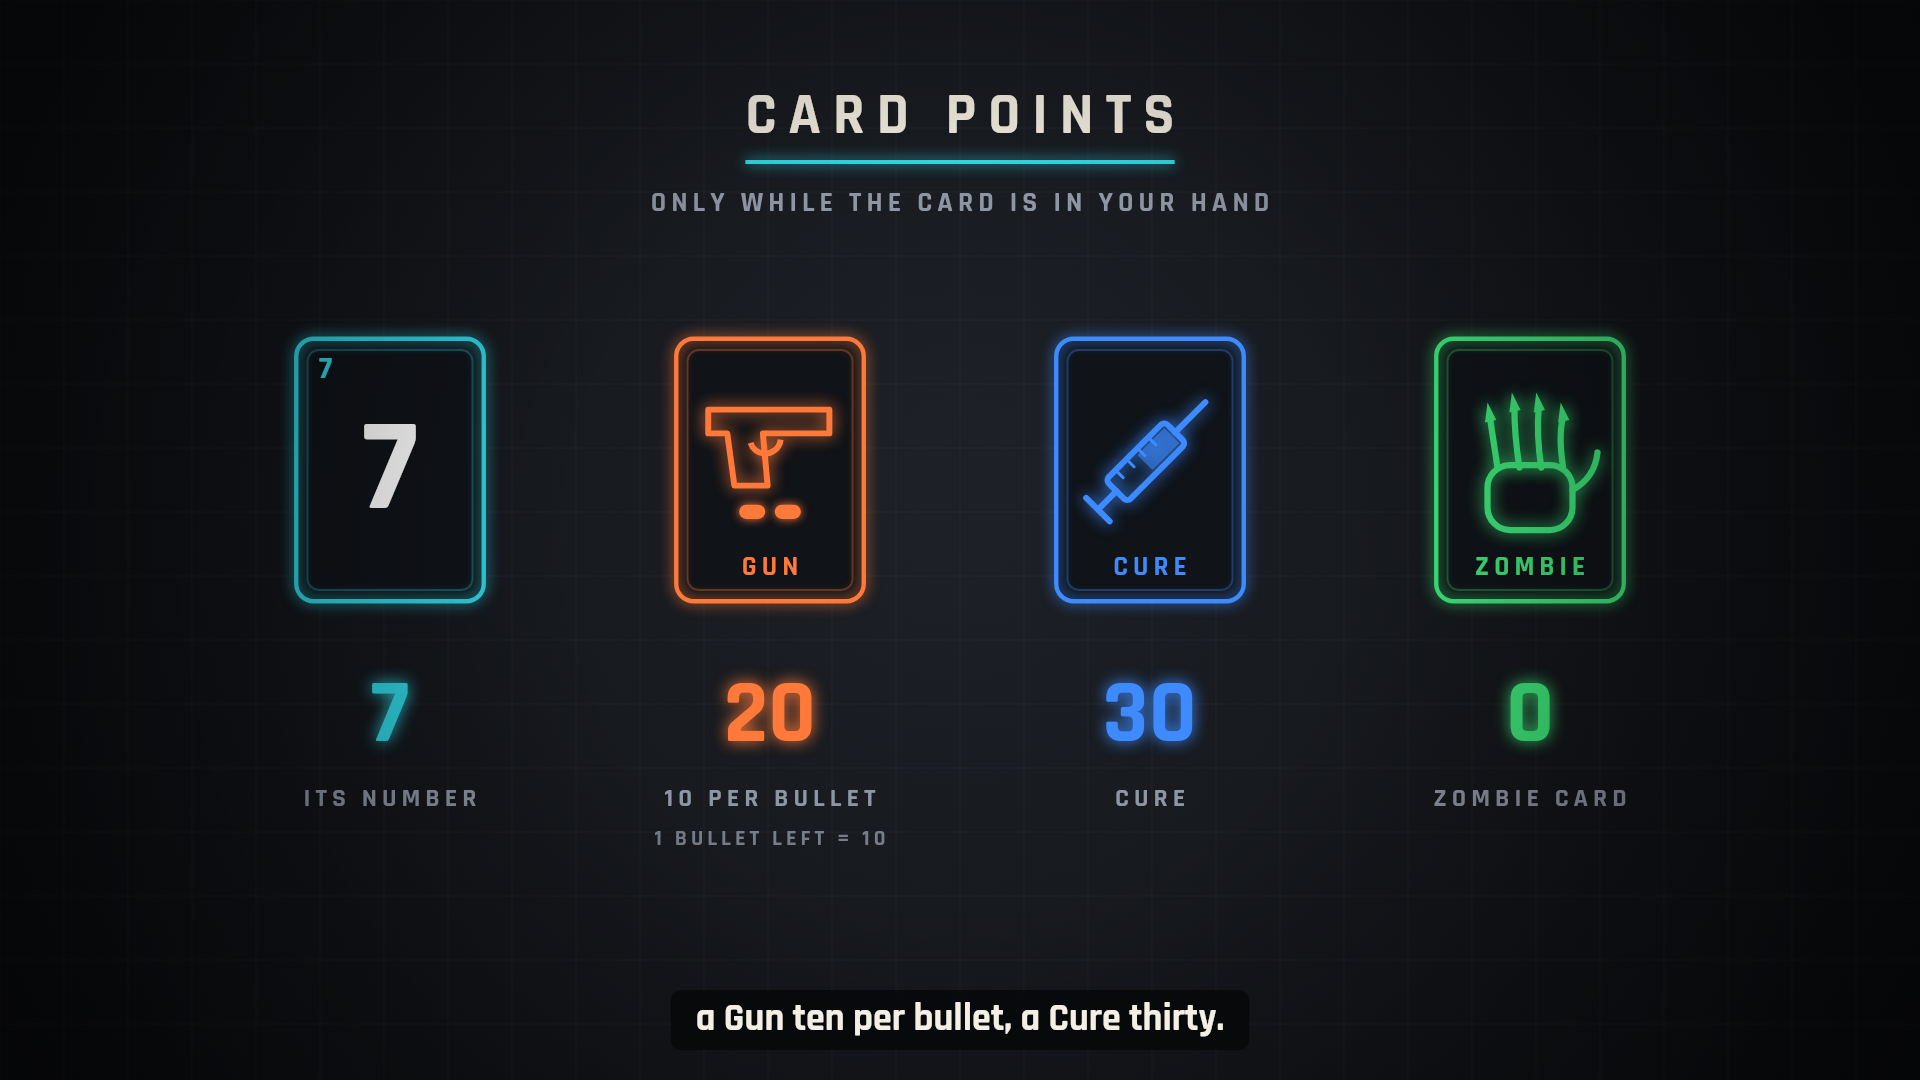 CARD POINTS
ONLY WHILE THE CARD IS IN YOUR HAND
7
7
GUN
CURE
ZOMBIE
7
20
30
0
ITS NUMBER
10 PER BULLET
CURE
ZOMBIE CARD
1 BULLET LEFT = 10
a Gun ten per bullet, a Cure thirty.